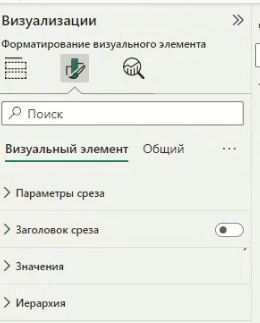 Визуализации
Форматирование визуального элемента
Поиск
Визуальный элемент Общий ...
Параметры среза
Заголовок среза
Значения
Иерархия